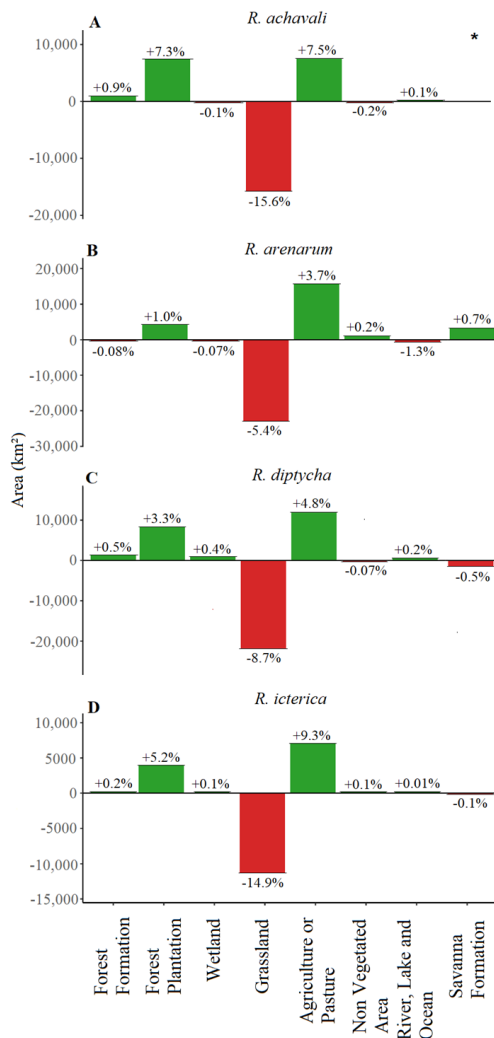 A
R. achavali
*
10,000
0
-10,000
-20,000
+0.9%
+7.3%
-0.1%
-15.6%
+7.5%
-0.2%
+0.1%
B
R. arenarum
20,000
10,000
0
-10,000
-20,000
-30,000
-0.08%
+1.0%
-0.07%
-5.4%
+3.7%
+0.2%
-1.3%
+0.7%
Area (km²)
C
R. diptycha
10,000
0
-10,000
-20,000
+0.5%
+3.3%
+0.4%
-8.7%
+4.8%
-0.07%
+0.2%
-0.5%
D
R. icterica
10,000
5000
0
-5000
-10,000
-15,000
+0.2%
+5.2%
+0.1%
-14.9%
+9.3%
+0.1%
+0.01%
-0.1%
Forest
Formation
Forest
Plantation
Wetland
Grassland
Agriculture or
Pasture
Non Vegetated
Area
River, Lake and
Ocean
Savanna
Formation